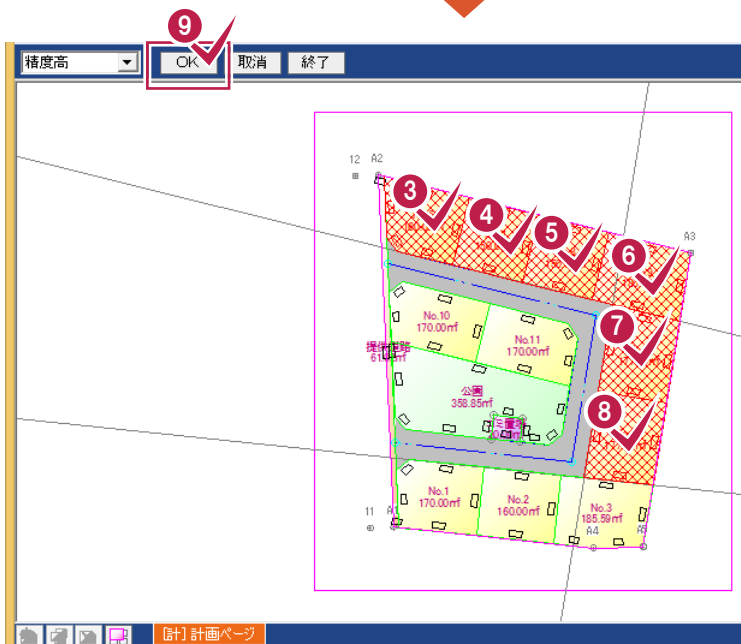 9
精度高 OK 取消 終了
12 A2
3
4
5
6
A3
7
8
No.10
170.00㎡
No.11
170.00㎡
公園
358.85㎡
No.1
170.00㎡
No.2
160.00㎡
No.3
185.59㎡
11 A1
A4 A5
[計] 計画ページ